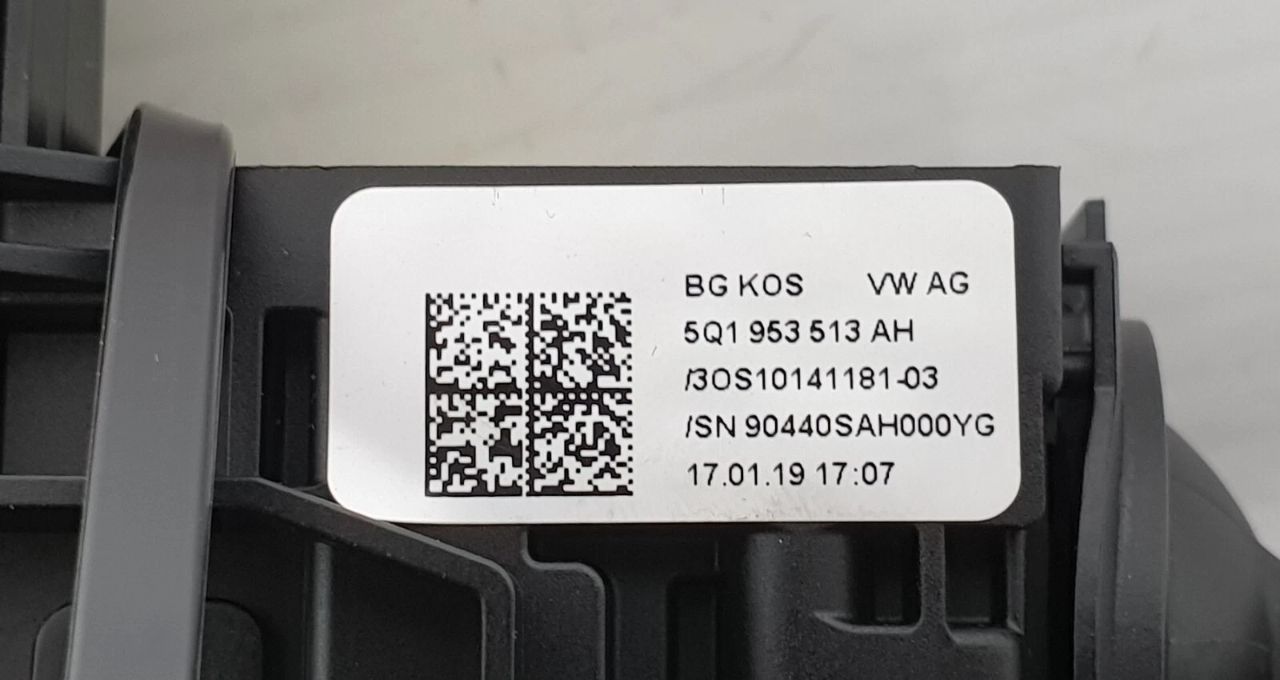 BG KOS VW AG
5Q1 953 513 AH
/3OS10141181-03
/SN 90440SAH000YG
17.01.19 17:07